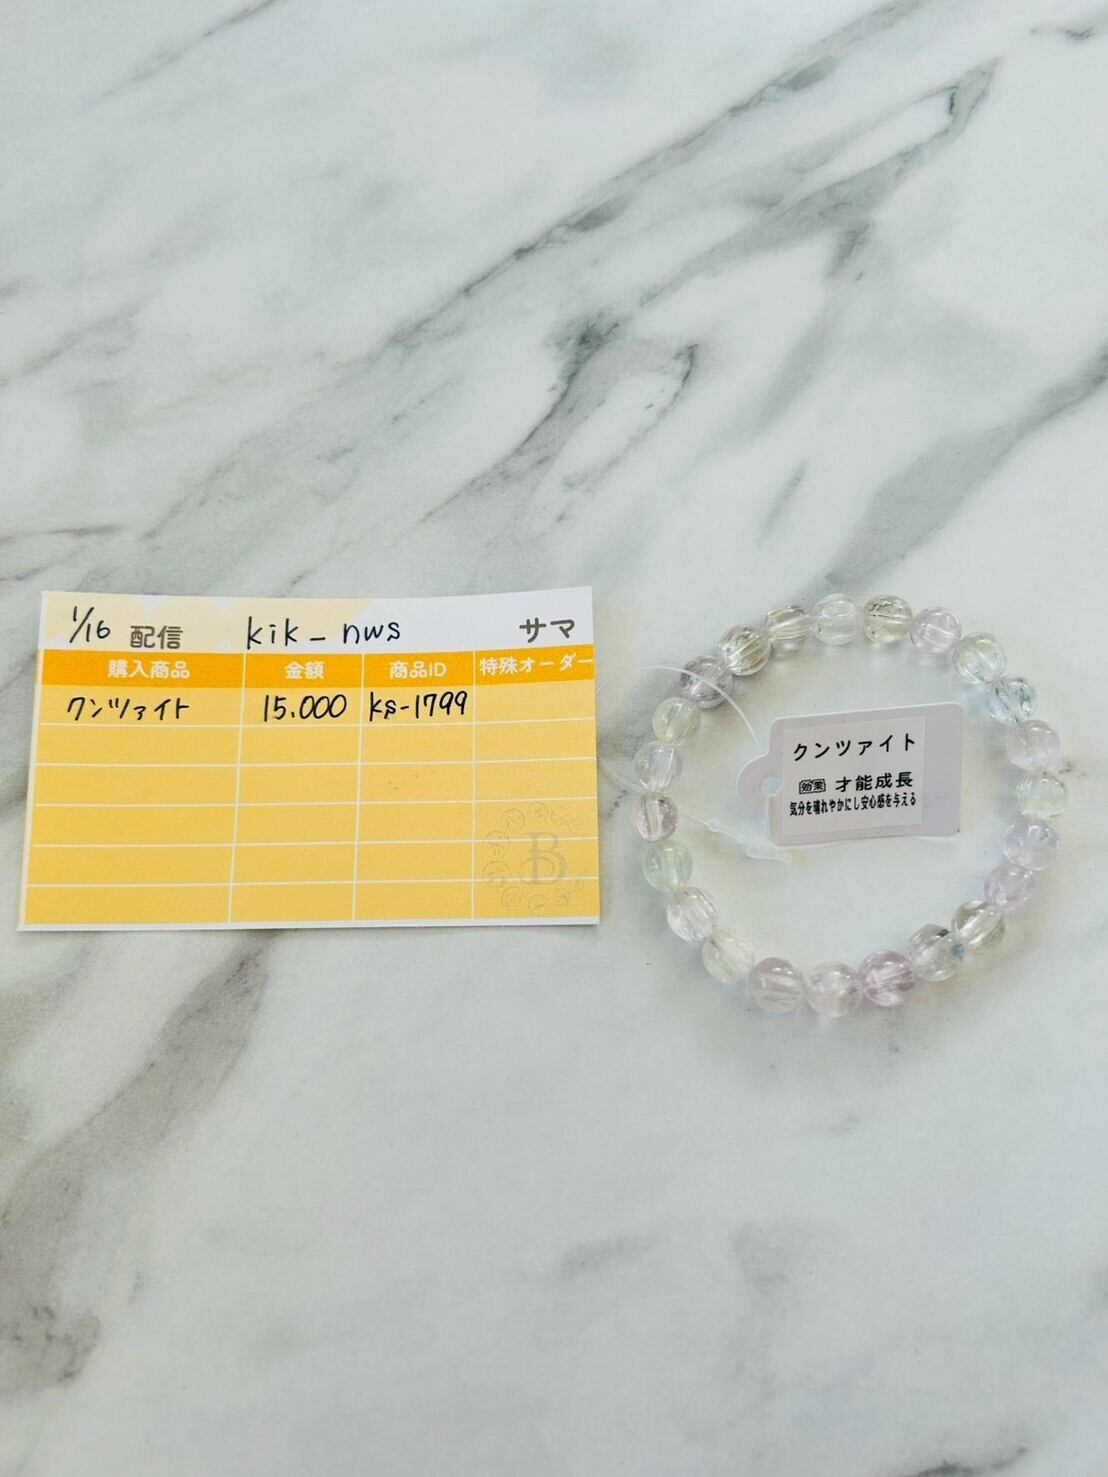 1/16 配信 kik_nws サマ
購入商品 金額 商品ID 特殊オーダー
クンツァイト 15.000 ks-1799
B
クンツァイト
効果 才能成長
気分を晴れやかにし安心感を与える